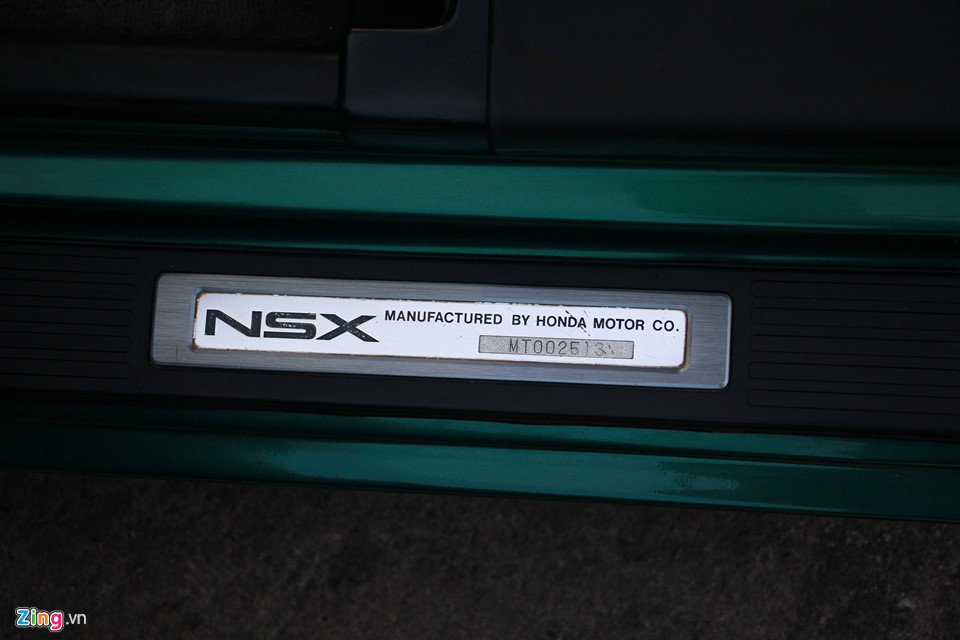 NSX MANUFACTURED BY HONDA MOTOR CO.
MT002513
Zing.vn